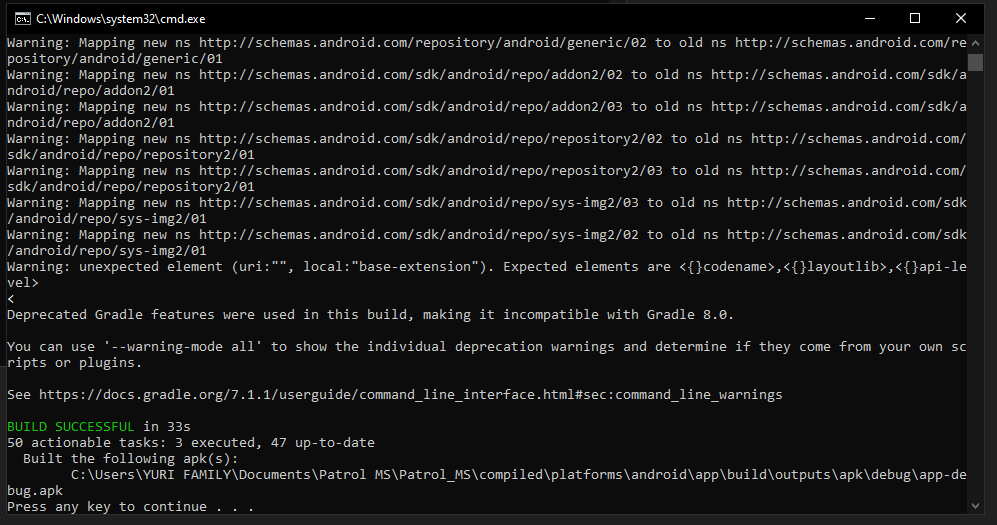 C:\Windows\system32\cmd.exe
Warning: Mapping new ns http://schemas.android.com/repository/android/generic/02 to old ns http://schemas.android.com/re
pository/android/generic/01
Warning: Mapping new ns http://schemas.android.com/sdk/android/repo/addon2/02 to old ns http://schemas.android.com/sdk/a
ndroid/repo/addon2/01
Warning: Mapping new ns http://schemas.android.com/sdk/android/repo/addon2/03 to old ns http://schemas.android.com/sdk/a
ndroid/repo/addon2/01
Warning: Mapping new ns http://schemas.android.com/sdk/android/repo/repository2/02 to old ns http://schemas.android.com/
sdk/android/repo/repository2/01
Warning: Mapping new ns http://schemas.android.com/sdk/android/repo/repository2/03 to old ns http://schemas.android.com/
sdk/android/repo/repository2/01
Warning: Mapping new ns http://schemas.android.com/sdk/android/repo/sys-img2/03 to old ns http://schemas.android.com/sdk
/android/repo/sys-img2/01
Warning: Mapping new ns http://schemas.android.com/sdk/android/repo/sys-img2/02 to old ns http://schemas.android.com/sdk
/android/repo/sys-img2/01
Warning: unexpected element (uri:"", local:"base-extension"). Expected elements are <{}codename>,<{}layoutlib>,<{}api-le
vel>
<
Deprecated Gradle features were used in this build, making it incompatible with Gradle 8.0.
You can use '--warning-mode all' to show the individual deprecation warnings and determine if they come from your own sc
ripts or plugins.
See https://docs.gradle.org/7.1.1/userguide/command_line_interface.html#sec:command_line_warnings
BUILD SUCCESSFUL in 33s
50 actionable tasks: 3 executed, 47 up-to-date
Built the following apk(s):
C:\Users\YURI FAMILY\Documents\Patrol MS\Patrol_MS\compiled\platforms\android\app\build\outputs\apk\debug\app-de
bug.apk
Press any key to continue . . .